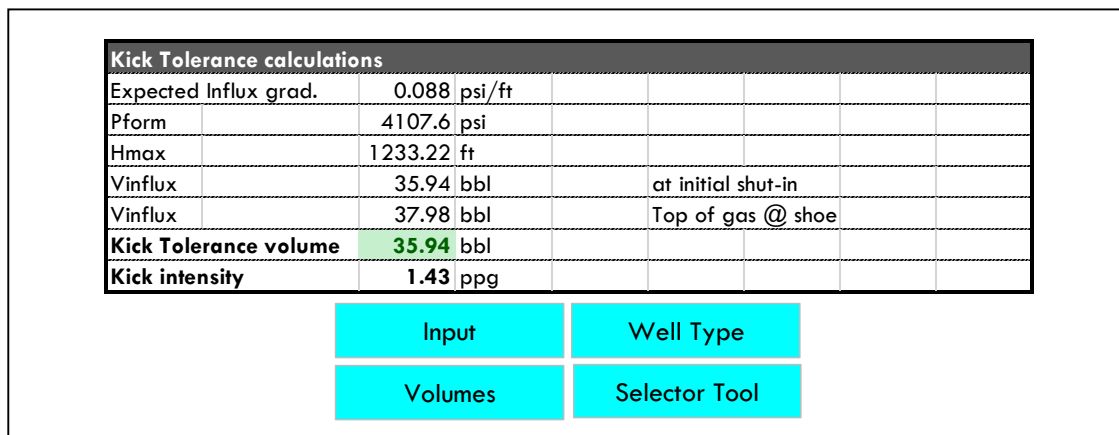 Kick Tolerance calculations
Expected Influx grad. 0.088 psi/ft
Pform 4107.6 psi
Hmax 1233.22 ft
Vinflux 35.94 bbl at initial shut-in
Vinflux 37.98 bbl Top of gas @ shoe
Kick Tolerance volume 35.94 bbl
Kick intensity 1.43 ppg
Input Well Type
Volumes Selector Tool